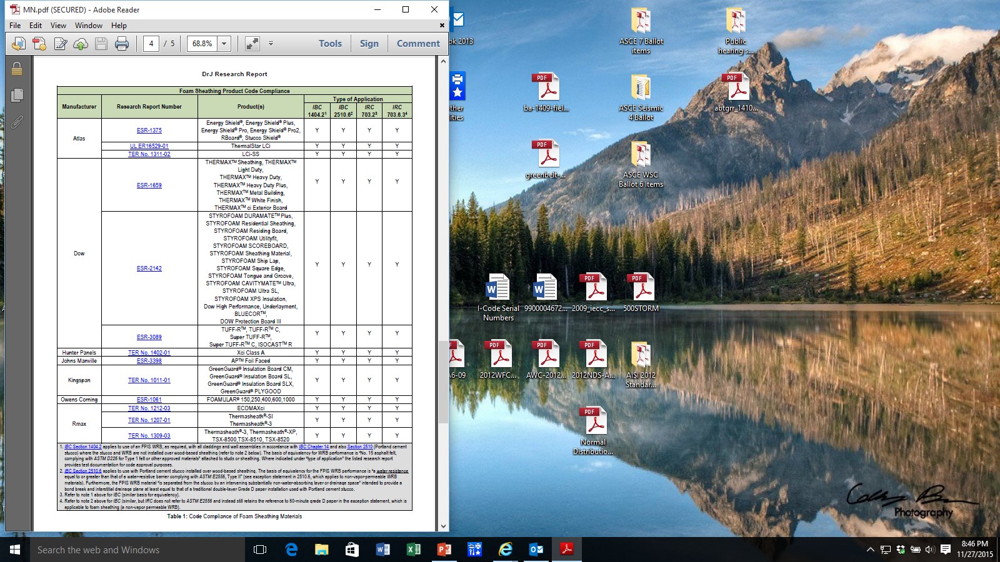 MN.pdf (SECURED) - Adobe Reader
File Edit View Window Help
4 / 5 68.8% Tools Sign Comment
DrJ Research Report
Foam Sheathing Product Code Compliance
Manufacturer Research Report Number Product(s) Type of Application
IBC 1404.2¹ IBC 2510.6² IRC 703.2³ IRC 703.6.3⁴
Atlas
ESR-1375
Energy Shield®, Energy Shield® Plus,
Energy Shield® Pro, Energy Shield® Pro2,
RBoard®, Stucco Shield®
Y Y Y Y
UL ER16529-01 ThermalStar LCi Y Y Y Y
TER No. 1311-02 LCi-SS Y Y Y Y
Dow
ESR-1659
THERMAX™ Sheathing, THERMAX™
Light Duty,
THERMAX™ Heavy Duty,
THERMAX™ Heavy Duty Plus,
THERMAX™ Metal Building,
THERMAX™ White Finish,
THERMAX™ ci Exterior Board
Y Y Y Y
ESR-2142
STYROFOAM DURAMATE™ Plus,
STYROFOAM Residential Sheathing,
STYROFOAM Residing Board,
STYROFOAM Utilityfit,
STYROFOAM SCOREBOARD,
STYROFOAM Sheathing Material,
STYROFOAM Ship Lap,
STYROFOAM Square Edge,
STYROFOAM Tongue and Groove,
STYROFOAM CAVITYMATE™ Ultra,
STYROFOAM Ultra SL,
STYROFOAM XPS Insulation,
Dow High Performance, Underlayment,
BLUECOR™,
DOW Protection Board III
Y Y Y Y
ESR-3089
TUFF-R™, TUFF-R™ C,
Super TUFF-R™,
Super TUFF-R™ C, ISOCAST™ R
Y Y Y Y
Hunter Panels TER No. 1402-01 Xci Class A Y Y Y Y
Johns Manville ESR-3398 AP™ Foil Faced Y Y Y Y
Kingspan TER No. 1011-01
GreenGuard® Insulation Board CM,
GreenGuard® Insulation Board SL,
GreenGuard® Insulation Board SLX,
GreenGuard® PLYGOOD
Y Y Y Y
Owens Corning ESR-1061 FOAMULAR® 150,250,400,600,1000 Y Y Y Y
Rmax
TER No. 1212-03 ECOMAXci Y Y Y Y
TER No. 1207-01
Thermasheath®-SI
Thermasheath®-3
Y Y Y Y
TER No. 1309-03
Thermasheath®-3, Thermasheath®-XP,
TSX-8500,TSX-8510, TSX-8520
Y Y Y Y
1. IBC Section 1404.2 applies to use of an FPIS WRB, as required, with all claddings and wall assemblies in accordance with IBC Chapter 14 and also Section 2510 (Portland cement
stucco) where the stucco and WRB are not installed over wood-based sheathing (refer to note 2 below). The basis of equivalency for WRB performance is "No. 15 asphalt felt,
complying with ASTM D226 for Type 1 felt or other approved materials" attached to studs or sheathing. Where indicated under "type of application" the listed research report
provides test documentation for code approval purposes.
2. IBC Section 2510.6 applies to use with Portland cement stucco installed over wood-based sheathing. The basis of equivalency for the FPIS WRB performance is "a water resistance
equal to or greater than that of a water-resistive barrier complying with ASTM E2556, Type II" (see exception statement in 2510.6, which applies to non-vapor-permeable WRB
materials). Furthermore, the FPIS WRB material "is separated from the stucco by an intervening substantially non-water-absorbing layer or drainage space" intended to provide a
bond break and interstitial drainage plane at least equal to that of a traditional double-layer Grade D paper installation used with Portland cement stucco.
3. Refer to note 1 above for IBC (similar basis for equivalency).
4. Refer to note 2 above for IBC (similar, but IRC does not refer to ASTM E2556 and instead still retains the reference to 60-minute grade D paper in the exception statement, which is
applicable to foam sheathing (a non-vapor permeable WRB).
Table 1: Code Compliance of Foam Sheathing Materials
ok 2013
ASCE 7 Ballot
items
Public
hearing s...
ther
ities
PDF
ba-1409-fiel...
ASCE Seismic
4 Ballot
PDF
abtgrr_1410...
PDF
greenbelt-...
ASCE WSC
Ballot 6 Items
I-Code Serial
Numbers
9900004672...
PDF
2009_iecc_s...
PDF
500STORM
A6-09
PDF
2012WFC...
PDF
AWC-2012...
PDF
2012NDS-A...
AISI 2012
Standar...
PDF
Normal
Distributio...
Photography
Search the web and Windows
8:46 PM
11/27/2015